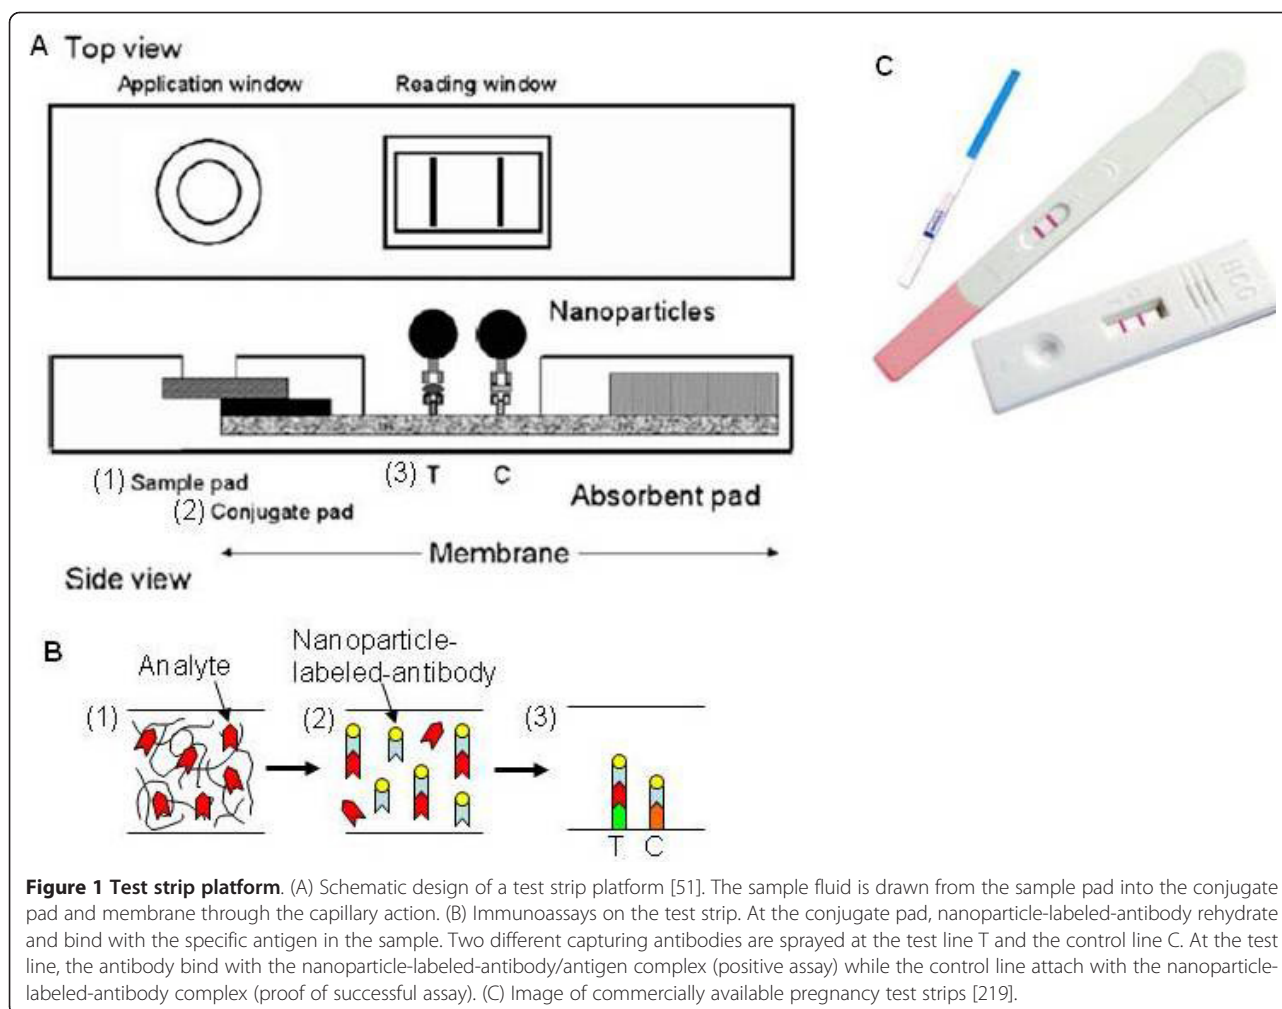 A Top view
Application window
Reading window
Nanoparticles
(1) Sample pad
(2) Conjugate pad
(3) T C
Absorbent pad
Membrane
Side view
C
HCG
B
Analyte
Nanoparticle-
labeled-antibody
(1)
(2)
(3)
T C
Figure 1 Test strip platform. (A) Schematic design of a test strip platform [51]. The sample fluid is drawn from the sample pad into the conjugate
pad and membrane through the capillary action. (B) Immunoassays on the test strip. At the conjugate pad, nanoparticle-labeled-antibody rehydrate
and bind with the specific antigen in the sample. Two different capturing antibodies are sprayed at the test line T and the control line C. At the test
line, the antibody bind with the nanoparticle-labeled-antibody/antigen complex (positive assay) while the control line attach with the nanoparticle-
labeled-antibody complex (proof of successful assay). (C) Image of commercially available pregnancy test strips [219].